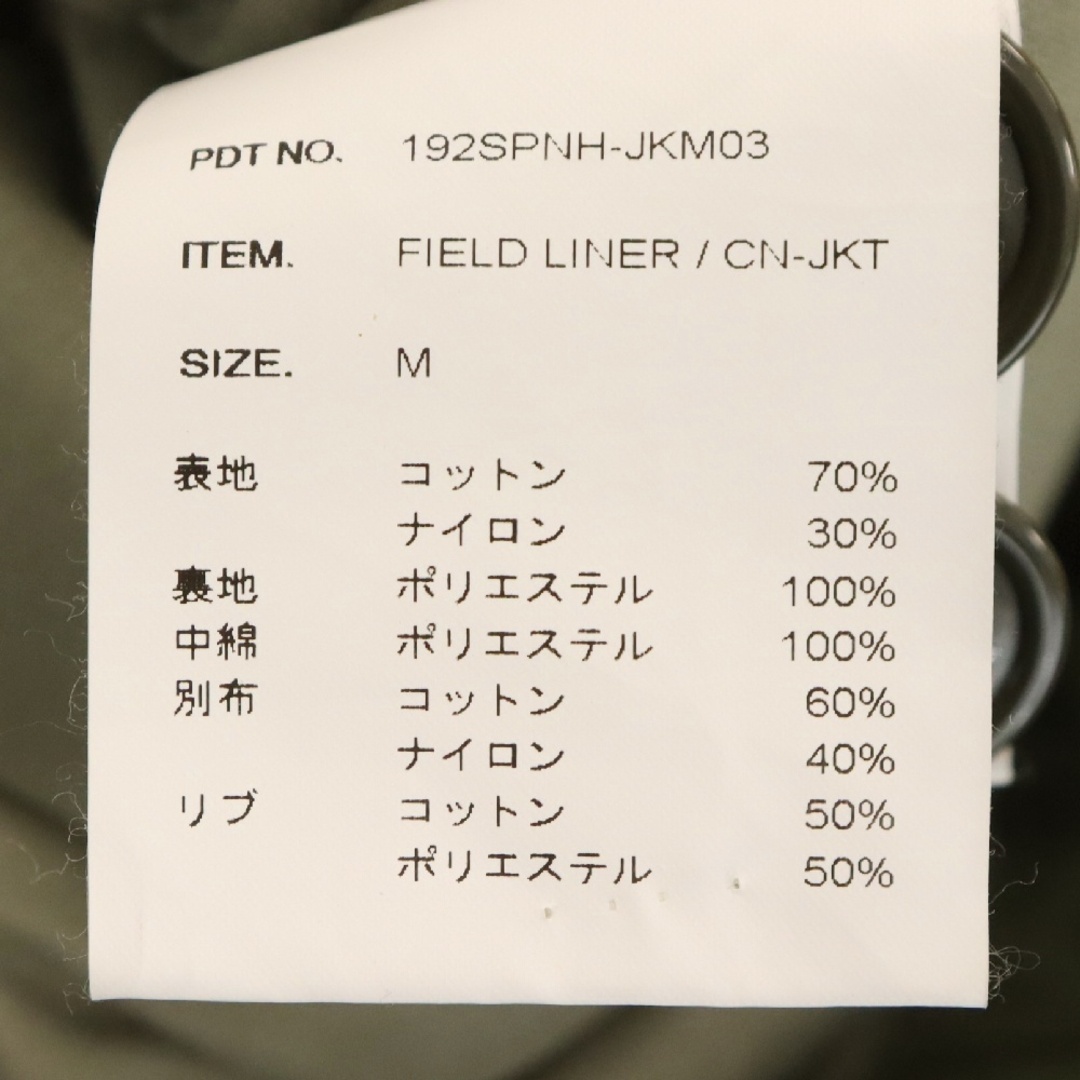 PDT NO. 192SPNH-JKM03
ITEM. FIELD LINER / CN-JKT
SIZE. M
表地 コットン 70%
ナイロン 30%
裏地 ポリエステル 100%
中綿 ポリエステル 100%
別布 コットン 60%
ナイロン 40%
リブ コットン 50%
ポリエステル 50%